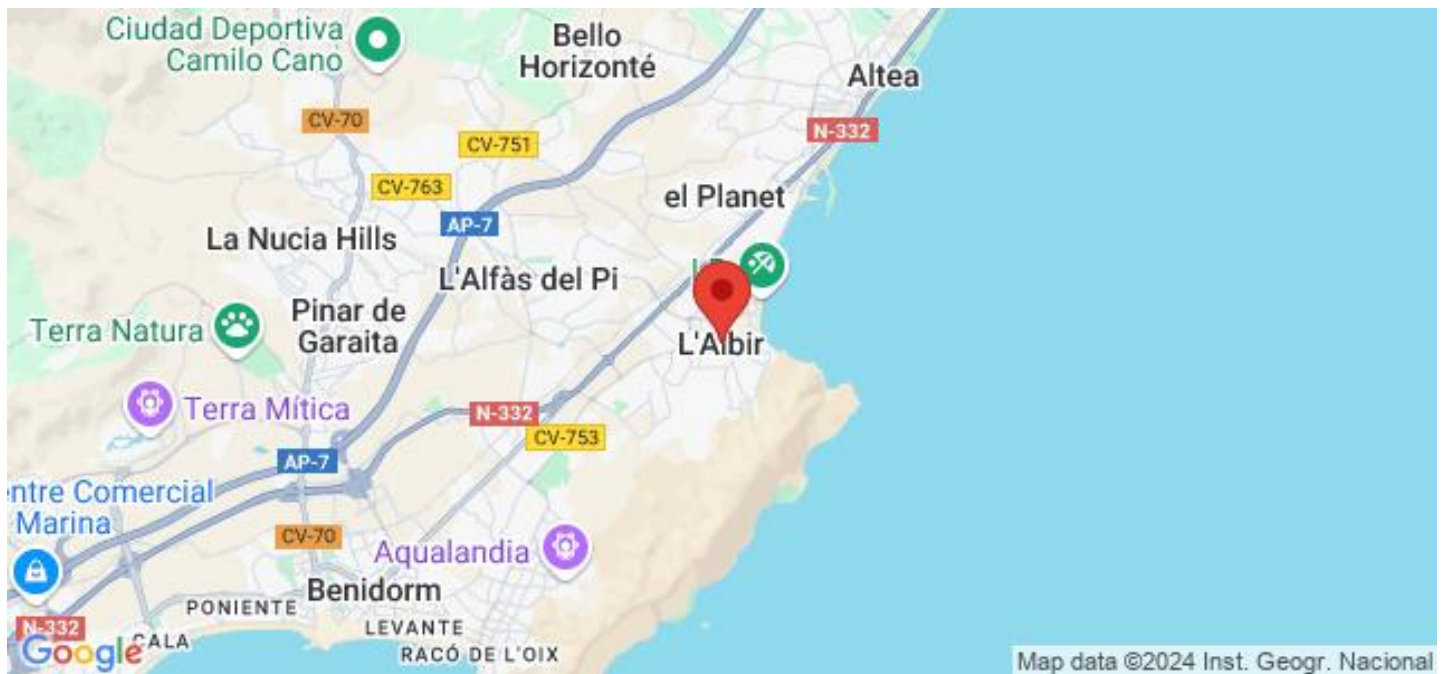 Ciudad Deportiva
Camilo Cano
Bello
Horizonté
Altea
CV-70
N-332
CV-751
CV-763
el Planet
AP-7
La Nucia Hills
L'Alfàs del Pi
Pinar de
Garaita
Terra Natura
L'Albir
Terra Mítica
N-332
CV-753
AP-7
entre Comercial
Marina
CV-70
Aqualandia
Benidorm
PONIENTE
LEVANTE
N-332
CALA
RACÓ DE L'OIX
Google
Map data ©2024 Inst. Geogr. Nacional